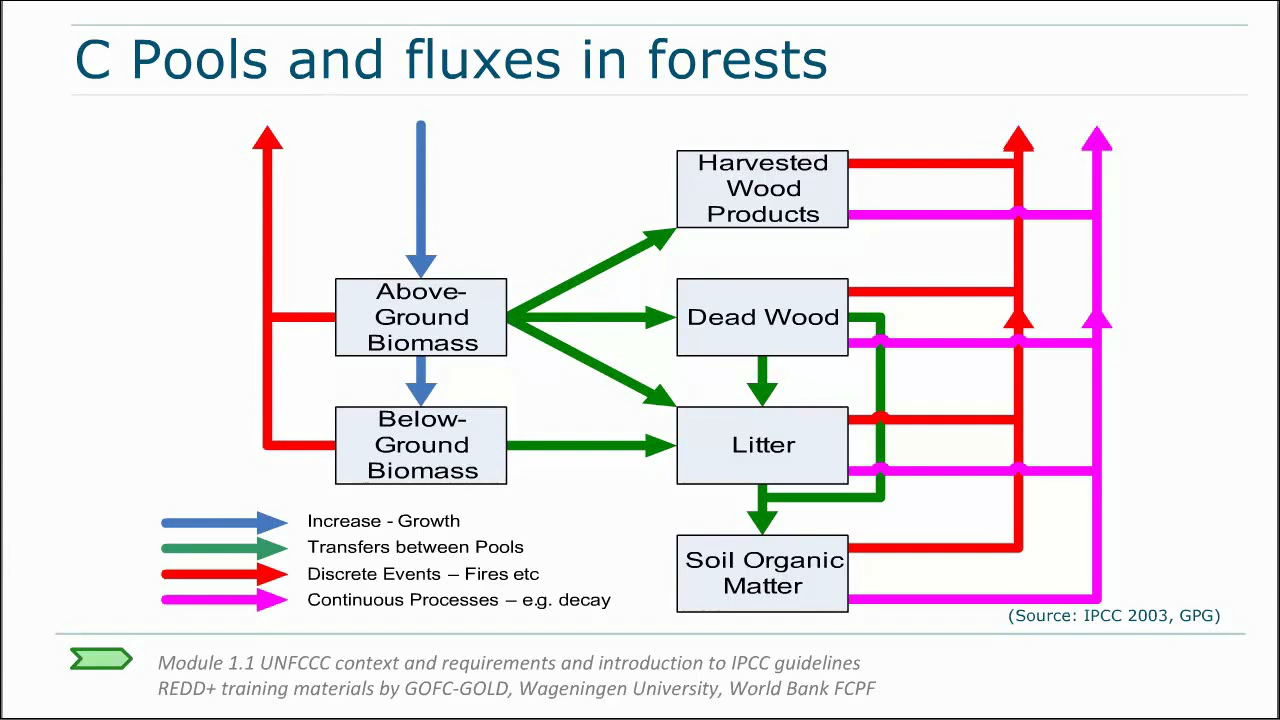 C Pools and fluxes in forests
Harvested
Wood
Products
Above-
Ground
Biomass
Dead Wood
Below-
Ground
Biomass
Litter
Soil Organic
Matter
Increase - Growth
Transfers between Pools
Discrete Events – Fires etc
Continuous Processes – e.g. decay
(Source: IPCC 2003, GPG)
Module 1.1 UNFCCC context and requirements and introduction to IPCC guidelines
REDD+ training materials by GOFC-GOLD, Wageningen University, World Bank FCPF